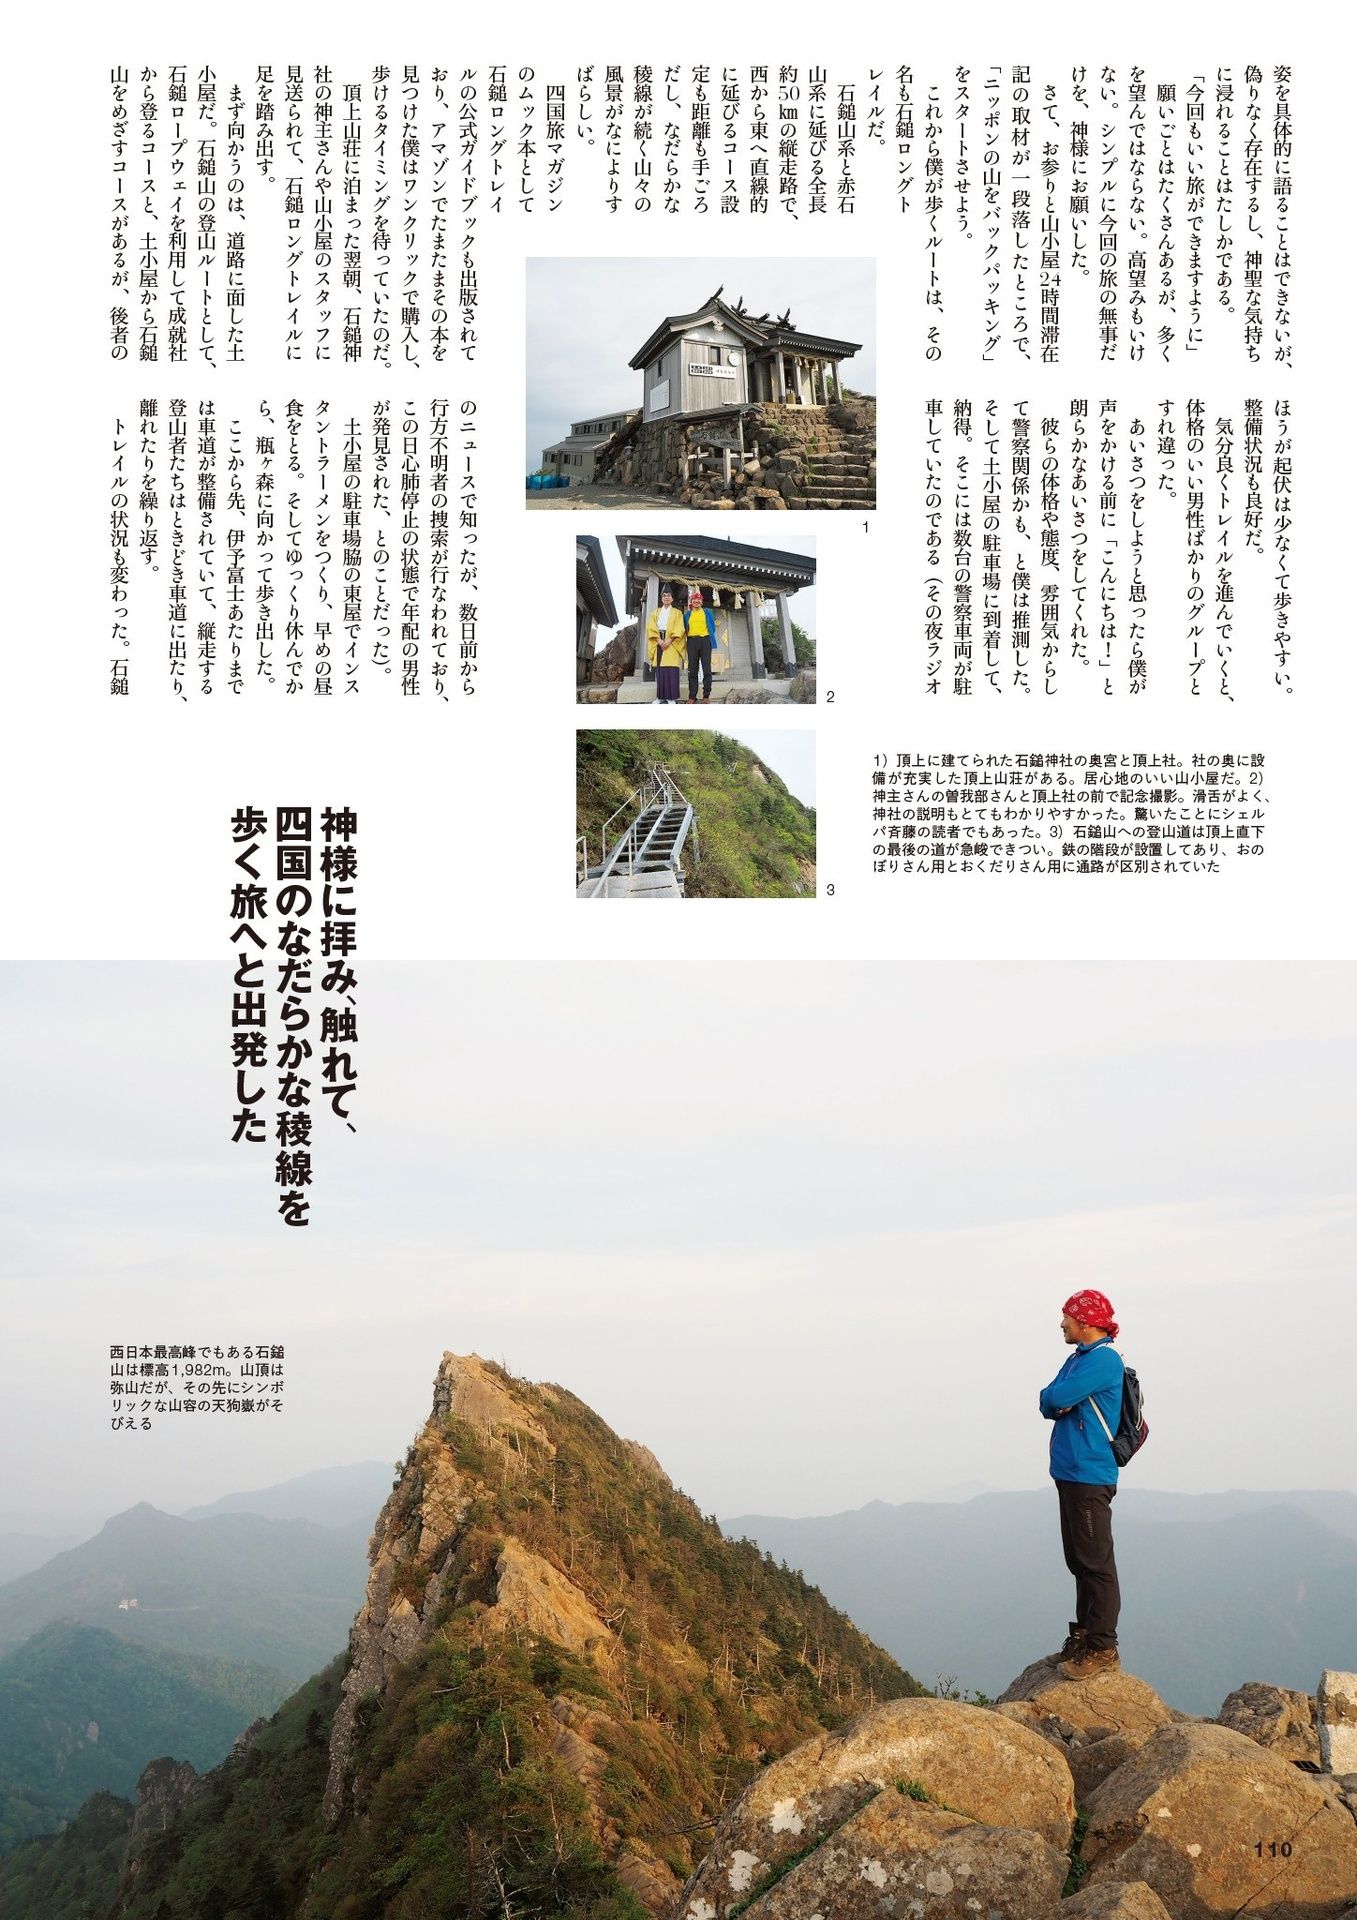 姿を具体的に語ることはできないが、
偽りなく存在するし、神聖な気持ち
に浸れることはたしかである。
「今回もいい旅ができますように」
願いごとはたくさんあるが、多く
を望んではならない。高望みもいけ
ない。シンプルに今回の旅の無事だ
けを、神様にお願いした。
さて、お参りと山小屋24時間滞在
記の取材が一段落したところで、
「ニッポンの山をバックパッキング」
をスタートさせよう。
これから僕が歩くルートは、その
名も石鎚ロングト
レイルだ。
石鎚山系と赤石
山系に延びる全長
約50㎞の縦走路で、
西から東へ直線的
に延びるコース設
定も距離も手ごろ
だし、なだらかな
稜線が続く山々の
風景がなによりす
ばらしい。
四国旅マガジン
のムック本として
石鎚ロングトレイ
ルの公式ガイドブックも出版されて
おり、アマゾンでたまたまその本を
見つけた僕はワンクリックで購入し、
歩けるタイミングを待っていたのだ。
頂上山荘に泊まった翌朝、石鎚神
社の神主さんや山小屋のスタッフに
見送られて、石鎚ロングトレイルに
足を踏み出す。
まず向かうのは、道路に面した土
小屋だ。石鎚山の登山ルートとして、
石鎚ロープウェイを利用して成就社
から登るコースと、土小屋から石鎚
山をめざすコースがあるが、後者の
ほうが起伏は少なくて歩きやすい。
整備状況も良好だ。
気分良くトレイルを進んでいくと、
体格のいい男性ばかりのグループと
すれ違った。
あいさつをしようと思ったら僕が
声をかける前に「こんにちは！」と
朗らかなあいさつをしてくれた。
彼らの体格や態度、雰囲気からし
て警察関係かも、と僕は推測した。
そして土小屋の駐車場に到着して、
納得。そこには数台の警察車両が駐
車していたのである（その夜ラジオ
のニュースで知ったが、数日前から
行方不明者の捜索が行なわれており、
この日心肺停止の状態で年配の男性
が発見された、とのことだった）。
土小屋の駐車場脇の東屋でインス
タントラーメンをつくり、早めの昼
食をとる。そしてゆっくり休んでか
ら、瓶ヶ森に向かって歩き出した。
ここから先、伊予富士あたりまで
は車道が整備されていて、縦走する
登山者たちはときどき車道に出たり、
離れたりを繰り返す。
トレイルの状況も変わった。石鎚
1
2
3
1）頂上に建てられた石鎚神社の奥宮と頂上社。社の奥に設
備が充実した頂上山荘がある。居心地のいい山小屋だ。2）
神主さんの曽我部さんと頂上社の前で記念撮影。滑舌がよく、
神社の説明もとてもわかりやすかった。驚いたことにシェル
パ斉藤の読者でもあった。3）石鎚山への登山道は頂上直下
の最後の道が急峻できつい。鉄の階段が設置してあり、おの
ぼりさん用とおくだりさん用に通路が区別されていた
神様に拝み、触れて、
四国のなだらかな稜線を
歩く旅へと出発した
西日本最高峰でもある石鎚
山は標高1,982m。山頂は
弥山だが、その先にシンボ
リックな山容の天狗嶽がそ
びえる
110